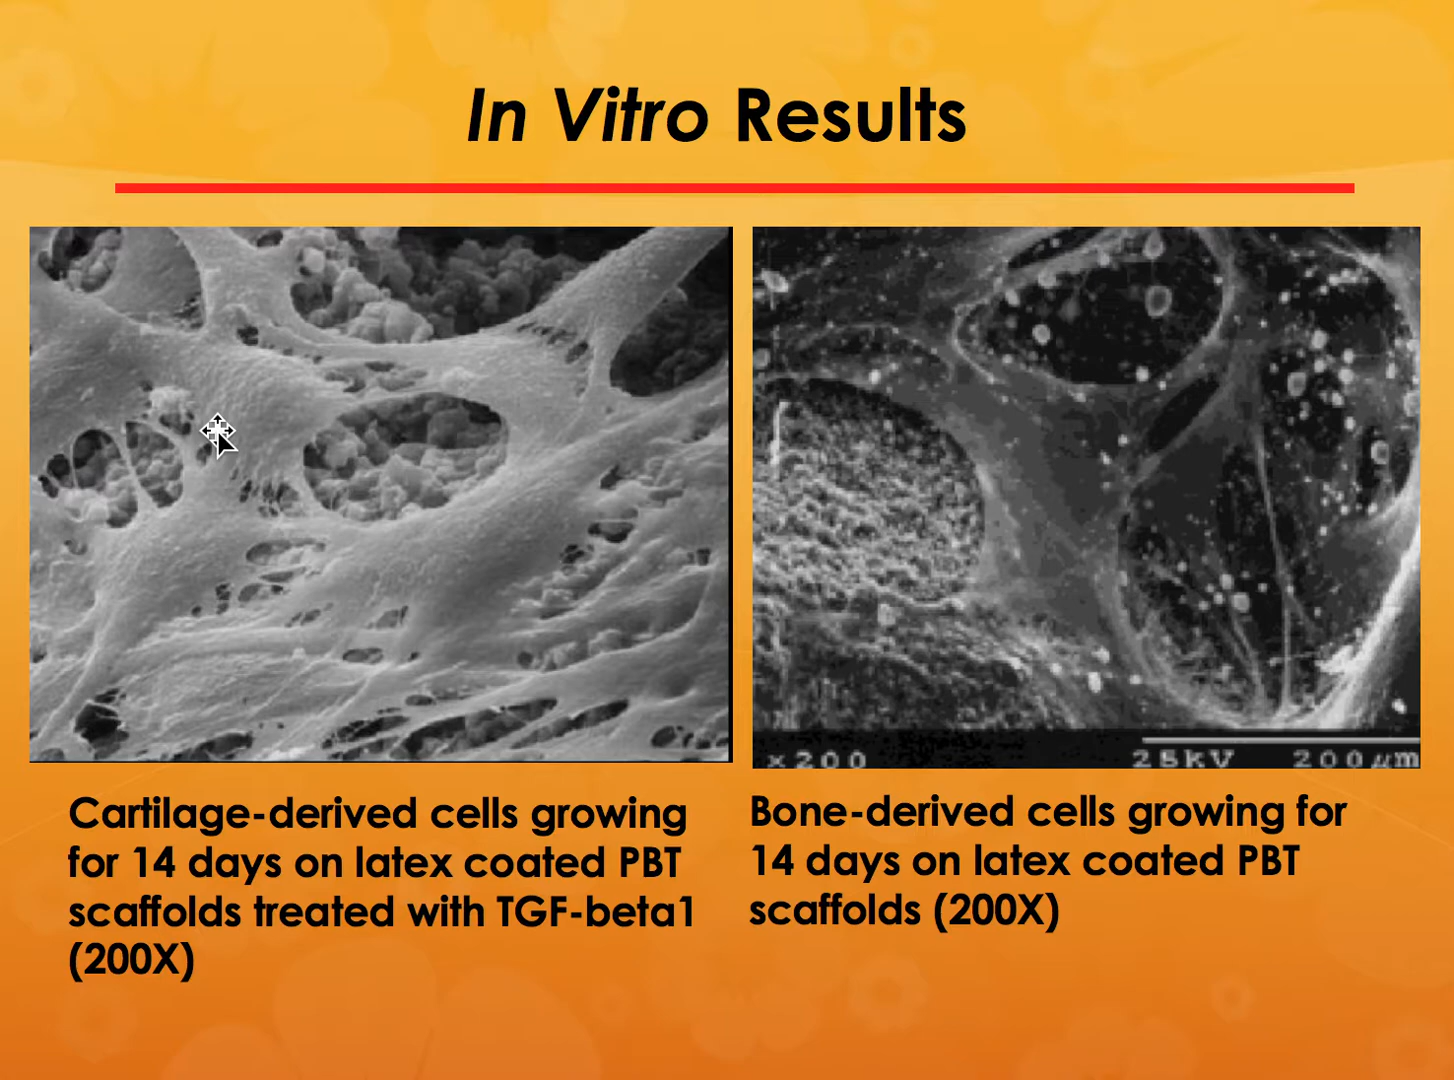 In Vitro Results
x200 25kV 200µm
Cartilage-derived cells growing
for 14 days on latex coated PBT
scaffolds treated with TGF-beta1
(200X)
Bone-derived cells growing for
14 days on latex coated PBT
scaffolds (200X)